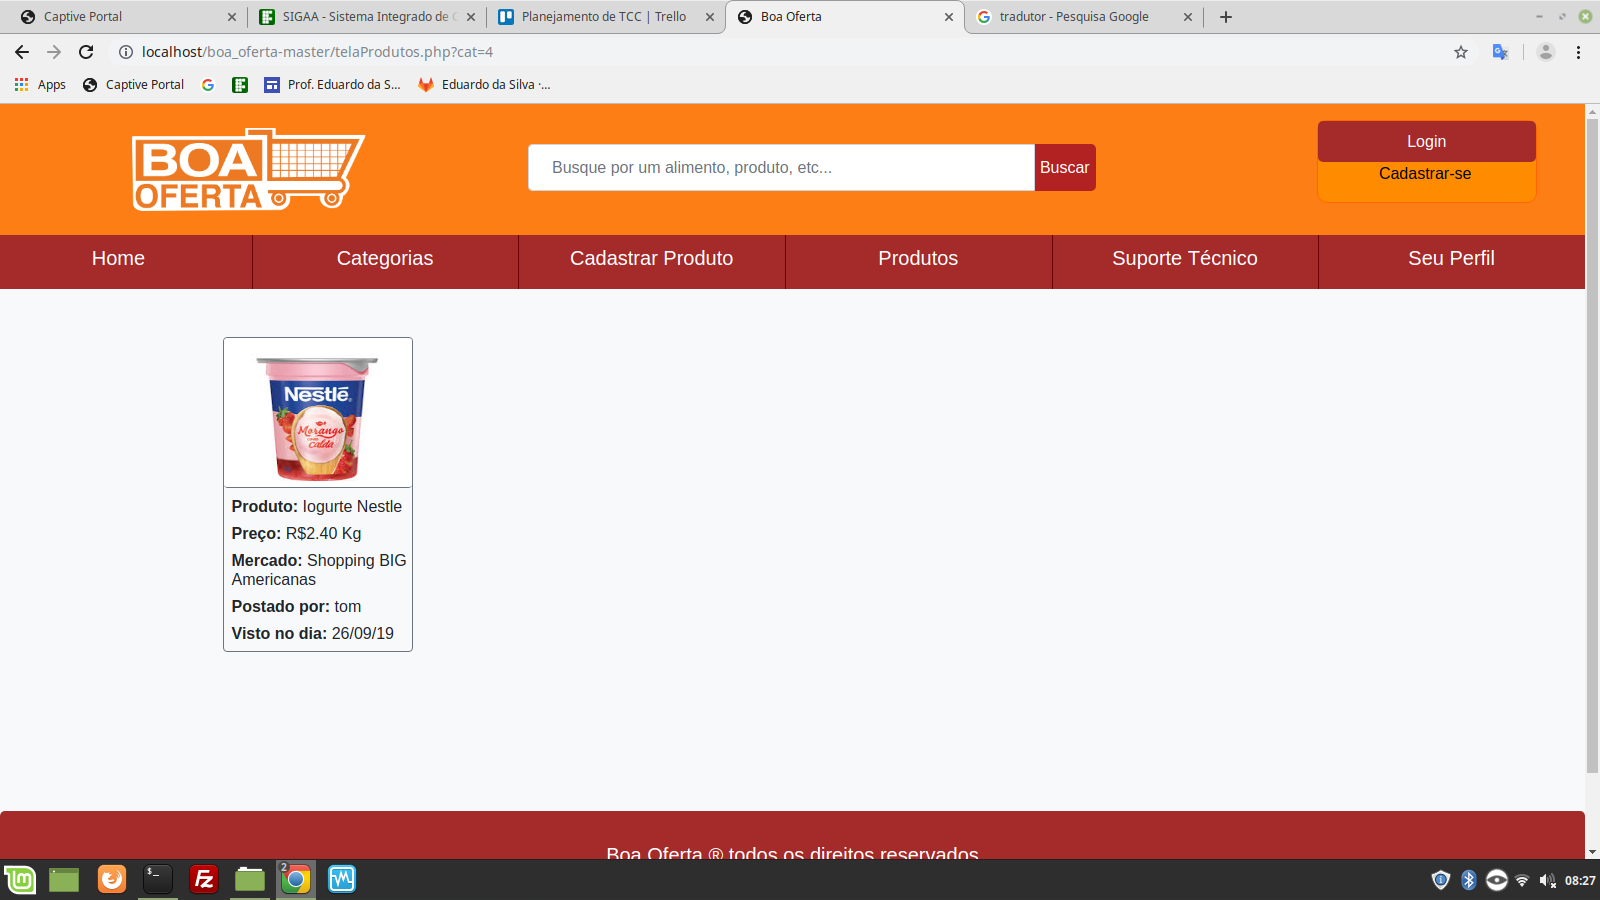 Captive Portal
SIGAA - Sistema Integrado de
Planejamento de TCC | Trello
Boa Oferta
tradutor - Pesquisa Google
localhost/boa_oferta-master/telaProdutos.php?cat=4
Apps
Captive Portal
Prof. Eduardo da S...
Eduardo da Silva ·...
BOA
OFERTA
Busque por um alimento, produto, etc...
Buscar
Login
Cadastrar-se
Home
Categorias
Cadastrar Produto
Produtos
Suporte Técnico
Seu Perfil
Nestlé
Morango
calda
Produto: Iogurte Nestle
Preço: R$2.40 Kg
Mercado: Shopping BIG
Americanas
Postado por: tom
Visto no dia: 26/09/19
Boa Oferta ® todos os direitos reservados
2
08:27